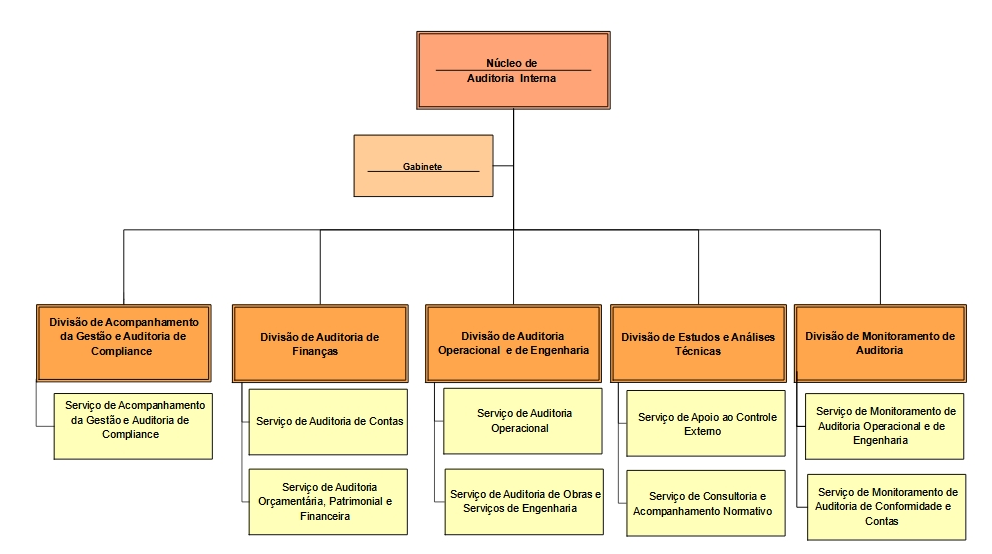 Núcleo de
Auditoria Interna
Gabinete
Divisão de Acompanhamento
da Gestão e Auditoria de
Compliance
Divisão de Auditoria de
Finanças
Divisão de Auditoria
Operacional e de Engenharia
Divisão de Estudos e Análises
Técnicas
Divisão de Monitoramento de
Auditoria
Serviço de Acompanhamento
da Gestão e Auditoria de
Compliance
Serviço de Auditoria de Contas
Serviço de Auditoria
Operacional
Serviço de Apoio ao Controle
Externo
Serviço de Monitoramento de
Auditoria Operacional e de
Engenharia
Serviço de Auditoria
Orçamentária, Patrimonial e
Financeira
Serviço de Auditoria de Obras e
Serviços de Engenharia
Serviço de Consultoria e
Acompanhamento Normativo
Serviço de Monitoramento de
Auditoria de Conformidade e
Contas